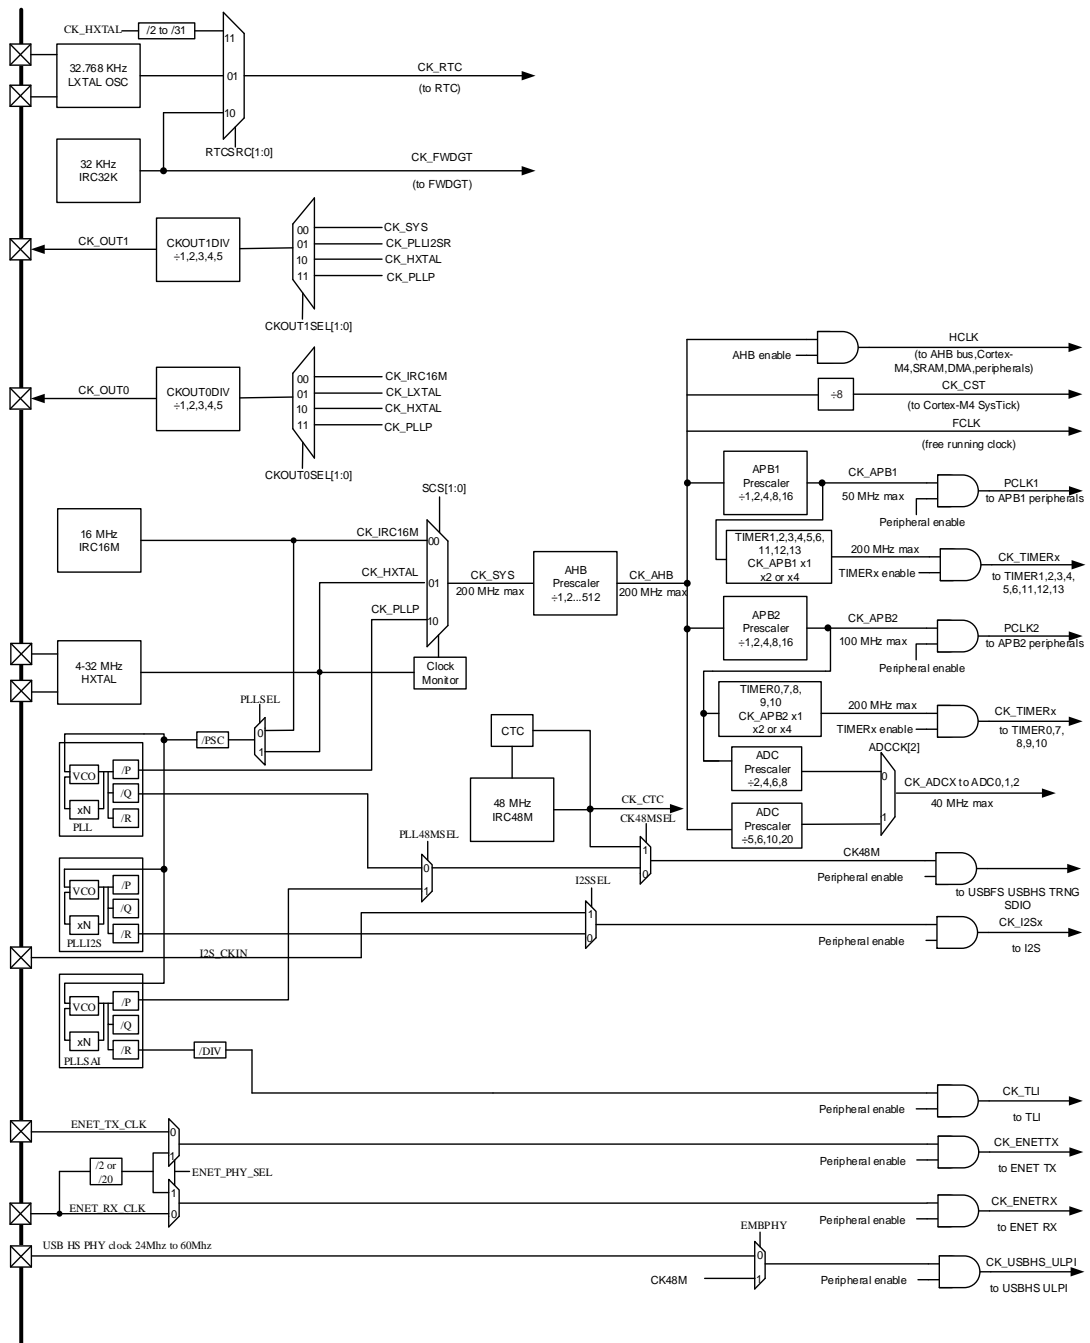 CK_HXTAL
/2 to /31
11
32.768 KHz
LXTAL OSC
01
CK_RTC
(to RTC)
10
RTCSRC[1:0]
32 KHz
IRC32K
CK_FWDGT
(to FWDGT)
CK_OUT1
CKOUT1DIV
÷1,2,3,4,5
00
01
10
11
CK_SYS
CK_PLLI2SR
CK_HXTAL
CK_PLLP
CKOUT1SEL[1:0]
CK_OUT0
CKOUT0DIV
÷1,2,3,4,5
00
01
10
11
CK_IRC16M
CK_LXTAL
CK_HXTAL
CK_PLLP
CKOUT0SEL[1:0]
AHB enable
HCLK
(to AHB bus,Cortex-
M4,SRAM,DMA,peripherals)
÷8
CK_CST
(to Cortex-M4 SysTick)
FCLK
(free running clock)
SCS[1:0]
16 MHz
IRC16M
CK_IRC16M
00
CK_HXTAL
01
CK_PLLP
10
CK_SYS
200 MHz max
AHB
Prescaler
÷1,2...512
CK_AHB
200 MHz max
4-32 MHz
HXTAL
Clock
Monitor
APB1
Prescaler
÷1,2,4,8,16
CK_APB1
50 MHz max
Peripheral enable
PCLK1
to APB1 peripherals
TIMER1,2,3,4,5,6,
11,12,13
CK_APB1 x1
x2 or x4
200 MHz max
TIMERx enable
CK_TIMERx
to TIMER1,2,3,4,
5,6,11,12,13
APB2
Prescaler
÷1,2,4,8,16
CK_APB2
100 MHz max
Peripheral enable
PCLK2
to APB2 peripherals
TIMER0,7,8,
9,10
CK_APB2 x1
x2 or x4
200 MHz max
TIMERx enable
CK_TIMERx
to TIMER0,7,
8,9,10
ADC
Prescaler
÷2,4,6,8
ADC
Prescaler
÷5,6,10,20
ADCCK[2]
0
1
CK_ADCX to ADC0,1,2
40 MHz max
PLLSEL
0
1
/PSC
VCO
xN
PLL
/P
/Q
/R
CTC
48 MHz
IRC48M
CK_CTC
CK48MSEL
1
0
PLL48MSEL
0
1
CK48M
Peripheral enable
to USBFS USBHS TRNG
SDIO
VCO
xN
PLLI2S
/P
/Q
/R
I2SSEL
1
0
I2S_CKIN
Peripheral enable
CK_I2Sx
to I2S
VCO
xN
PLLSAI
/P
/Q
/R
/DIV
Peripheral enable
CK_TLI
to TLI
ENET_TX_CLK
0
1
/2 or
/20
ENET_PHY_SEL
1
0
ENET_RX_CLK
Peripheral enable
CK_ENETTX
to ENET TX
Peripheral enable
CK_ENETRX
to ENET RX
USB HS PHY clock 24Mhz to 60Mhz
EMBPHY
0
1
CK48M
Peripheral enable
CK_USBHS_ULPI
to USBHS ULPI